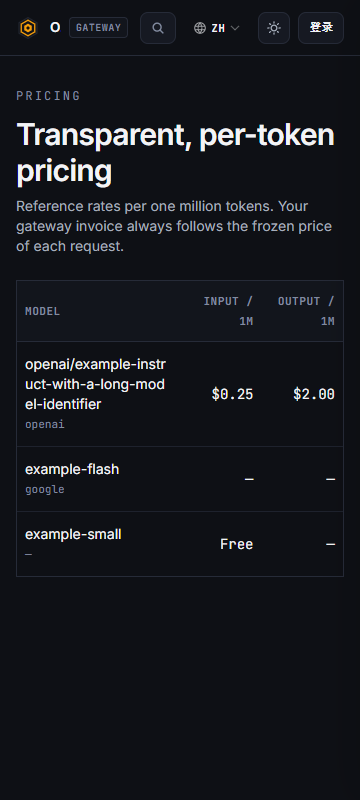 O GATEWAY ZH 登录
PRICING
Transparent, per-token
pricing
Reference rates per one million tokens. Your
gateway invoice always follows the frozen price
of each request.
MODEL INPUT / 1M OUTPUT / 1M
openai/example-instr
uct-with-a-long-mod
el-identifier
openai
$0.25 $2.00
example-flash
google
— —
example-small
—
Free —